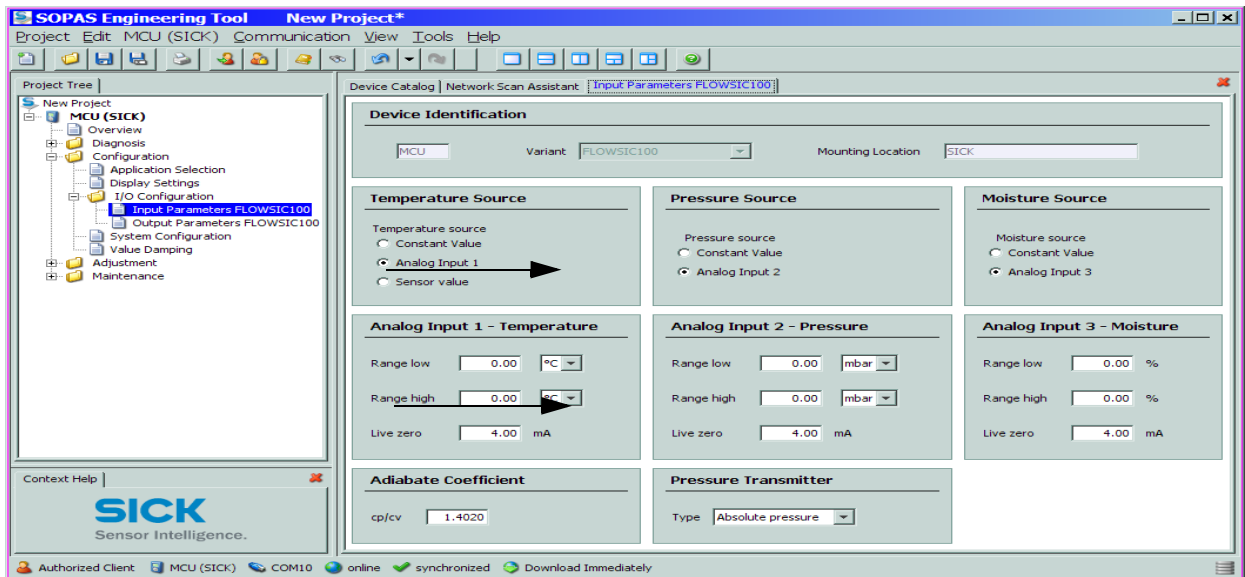 SOPAS Engineering Tool New Project*
Project Edit MCU (SICK) Communication View Tools Help
Project Tree
New Project
MCU (SICK)
Overview
Diagnosis
Configuration
Application Selection
Display Settings
I/O Configuration
Input Parameters FLOWSIC100
Output Parameters FLOWSIC100
System Configuration
Value Damping
Adjustment
Maintenance
Context Help
SICK
Sensor Intelligence.
Device Catalog Network Scan Assistant Input Parameters FLOWSIC100
Device Identification
MCU Variant FLOWSIC100 Mounting Location SICK
Temperature Source
Temperature source
Constant Value
Analog Input 1
Sensor value
Pressure Source
Pressure source
Constant Value
Analog Input 2
Moisture Source
Moisture source
Constant Value
Analog Input 3
Analog Input 1 - Temperature
Range low 0.00 °C
Range high 0.00 °C
Live zero 4.00 mA
Analog Input 2 - Pressure
Range low 0.00 mbar
Range high 0.00 mbar
Live zero 4.00 mA
Analog Input 3 - Moisture
Range low 0.00 %
Range high 0.00 %
Live zero 4.00 mA
Adiabate Coefficient
cp/cv 1.4020
Pressure Transmitter
Type Absolute pressure
Authorized Client MCU (SICK) COM10 online synchronized Download Immediately